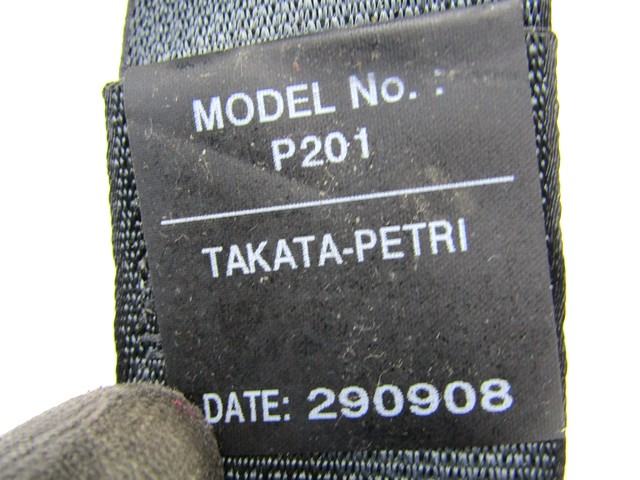 MODEL No. :
P201
TAKATA-PETRI
DATE: 290908